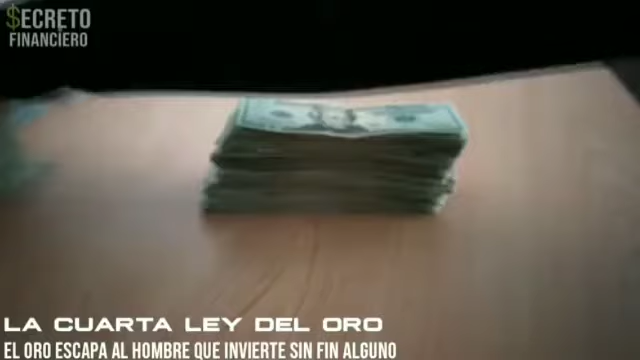 $ECRETO
FINANCIERO
LA CUARTA LEY DEL ORO
EL ORO ESCAPA AL HOMBRE QUE INVIERTE SIN FIN ALGUNO